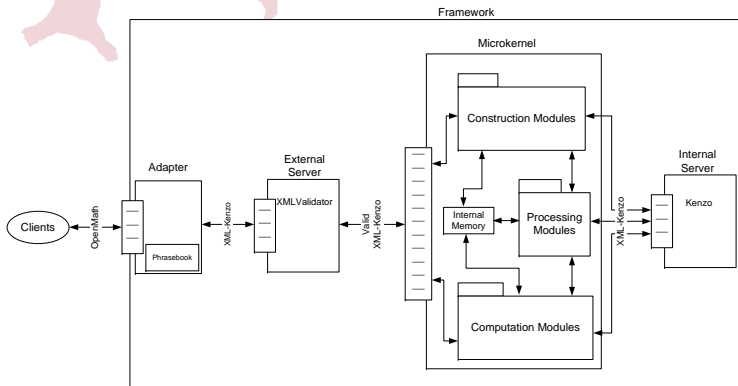 Framework
Microkernel
Construction Modules
Adapter
External
Server
Internal
Server
XMLValidator
Kenzo
Clients
OpenMath
XML-Kenzo
Valid
XML-Kenzo
Internal
Memory
Processing
Modules
XML-Kenzo
Phrasebook
Computation Modules